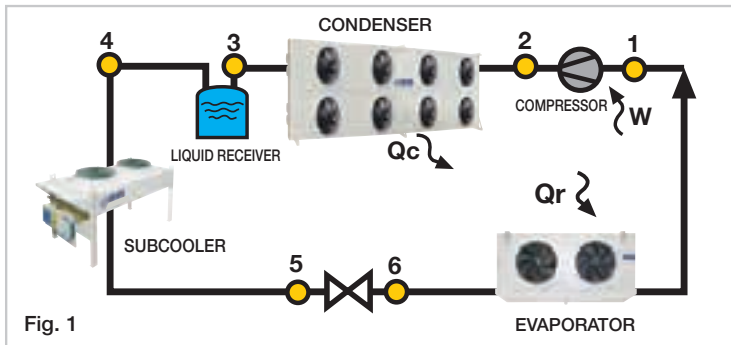 CONDENSER
4
3
2
1
COMPRESSOR
W
LIQUID RECEIVER
Qc
Qr
SUBCOOLER
5
6
Fig. 1
EVAPORATOR